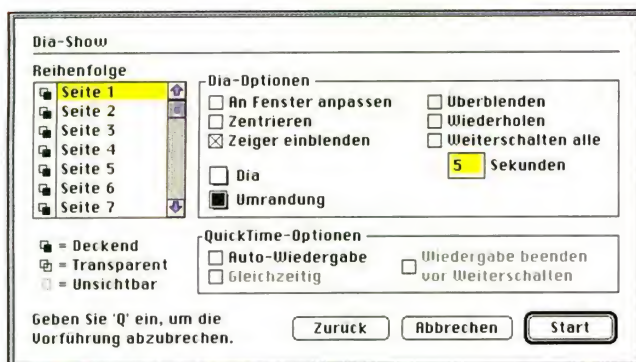 Dia-Show
Reihenfolge
Seite 1
Seite 2
Seite 3
Seite 4
Seite 5
Seite 6
Seite 7
= Deckend
= Transparent
= Unsichtbar
Dia-Optionen
An Fenster anpassen
Zentrieren
Zeiger einblenden
Dia
Umrandung
Überblenden
Wiederholen
Weiterschalten alle
5 Sekunden
QuickTime-Optionen
Auto-Wiedergabe
Gleichzeitig
Wiedergabe beenden
vor Weiterschalten
Geben Sie 'Q' ein, um die
Vorführung abzubrechen.
Zurück
Abbrechen
Start